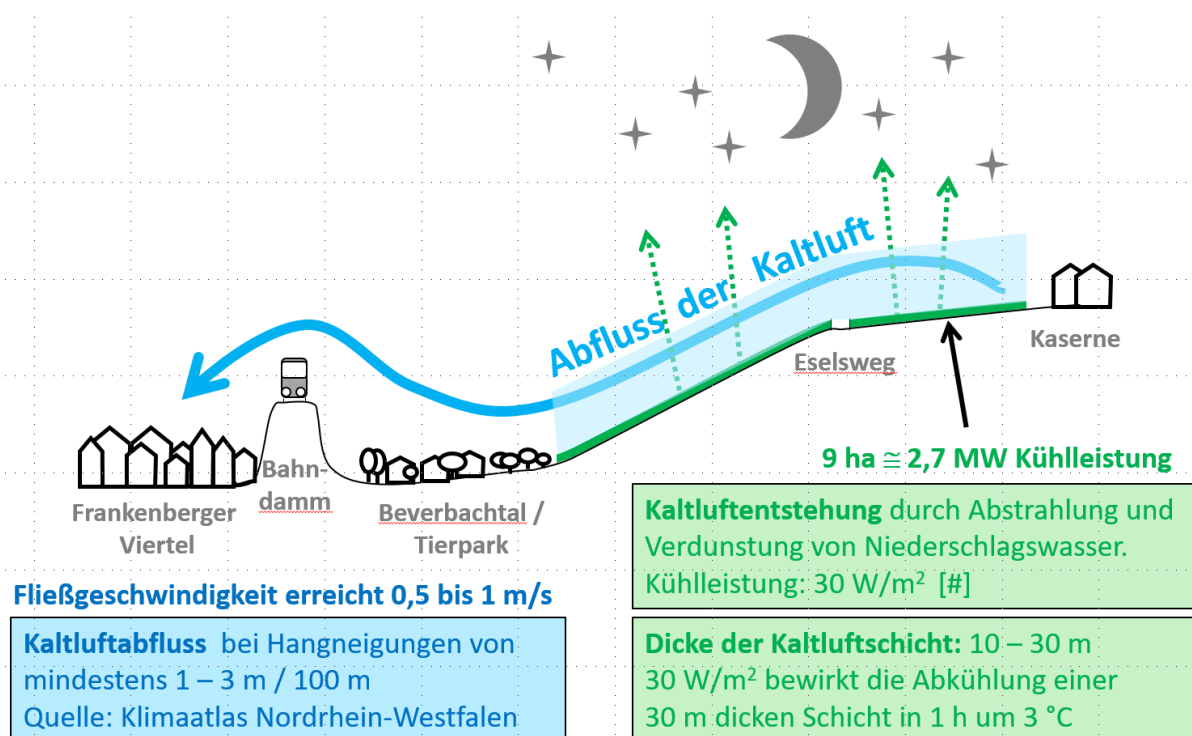 Abfluss der Kaltluft
Kaserne
Eselsweg
9 ha ≅ 2,7 MW Kühlleistung
Bahn-
damm
Frankenberger
Viertel
Beverbachtal /
Tierpark
Kaltluftentstehung durch Abstrahlung und
Verdunstung von Niederschlagswasser.
Kühlleistung: 30 W/m² [#]
Fließgeschwindigkeit erreicht 0,5 bis 1 m/s
Kaltluftabfluss bei Hangneigungen von
mindestens 1 – 3 m / 100 m
Quelle: Klimaatlas Nordrhein-Westfalen
Dicke der Kaltluftschicht: 10 – 30 m
30 W/m² bewirkt die Abkühlung einer
30 m dicken Schicht in 1 h um 3 °C